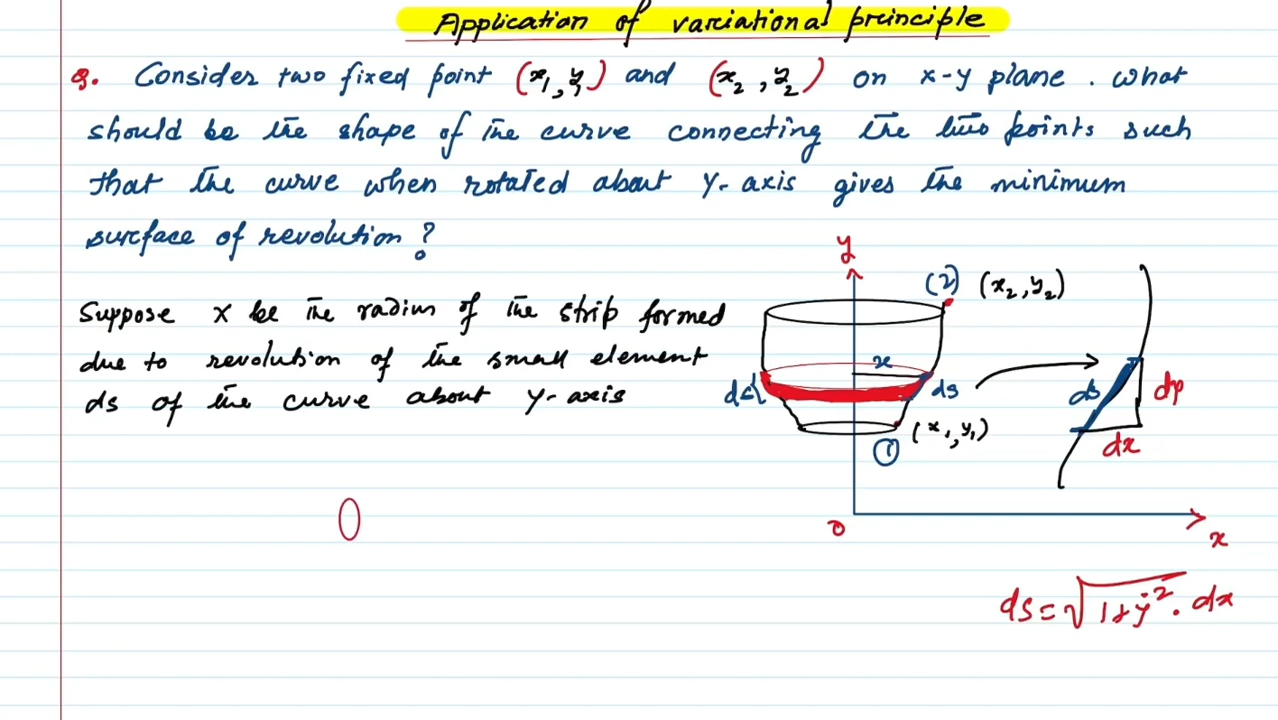 Application of variational principle
Q. Consider two fixed point (x₁, y₁) and (x₂, y₂) on x-y plane. What
should be the shape of the curve connecting the two points such
that the curve when rotated about Y-axis gives the minimum
surface of revolution?
Suppose x be the radius of the strip formed
due to revolution of the small element
ds of the curve about Y-axis
y
(2) (x₂, y₂)
x
ds
ds
(x₁, y₁)
①
ds
dy
dx
0
x
ds = √1+ẏ² . dx